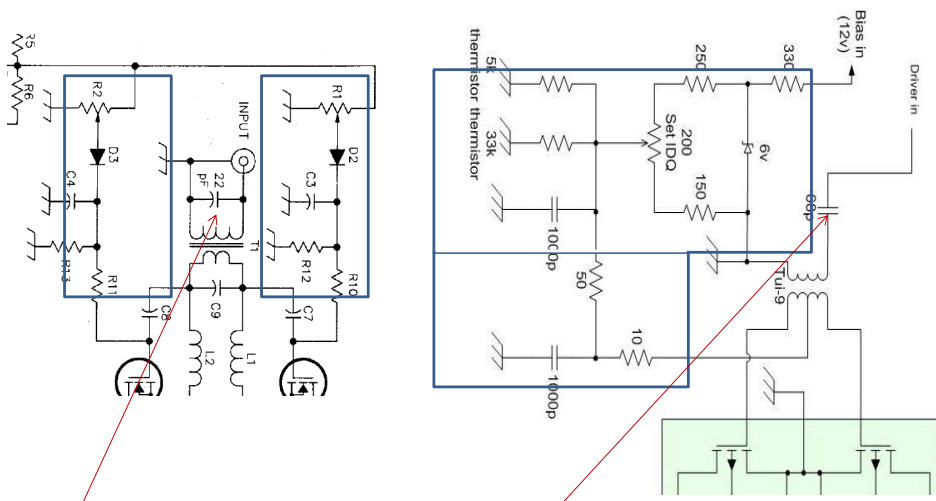 R5
R6
R2
D3
C4
R13
R11
C8
INPUT
22
pF
T1
C9
L2
L1
R1
D2
C3
R12
R10
C7
5k
thermistor
thermistor
33k
250
200
Set IDQ
150
6v
330
Bias in
(12v)
Driver in
68p
1000p
50
10
1000p
Tui-9